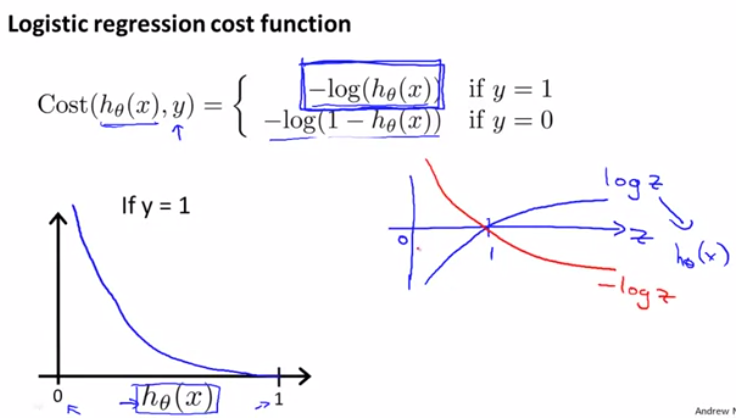 Logistic regression cost function
Cost(hθ(x), y) = { −log(hθ(x)) if y = 1
−log(1 − hθ(x)) if y = 0
If y = 1
log z
z
0
1
hθ(x)
−log z
0 hθ(x) 1
Andrew